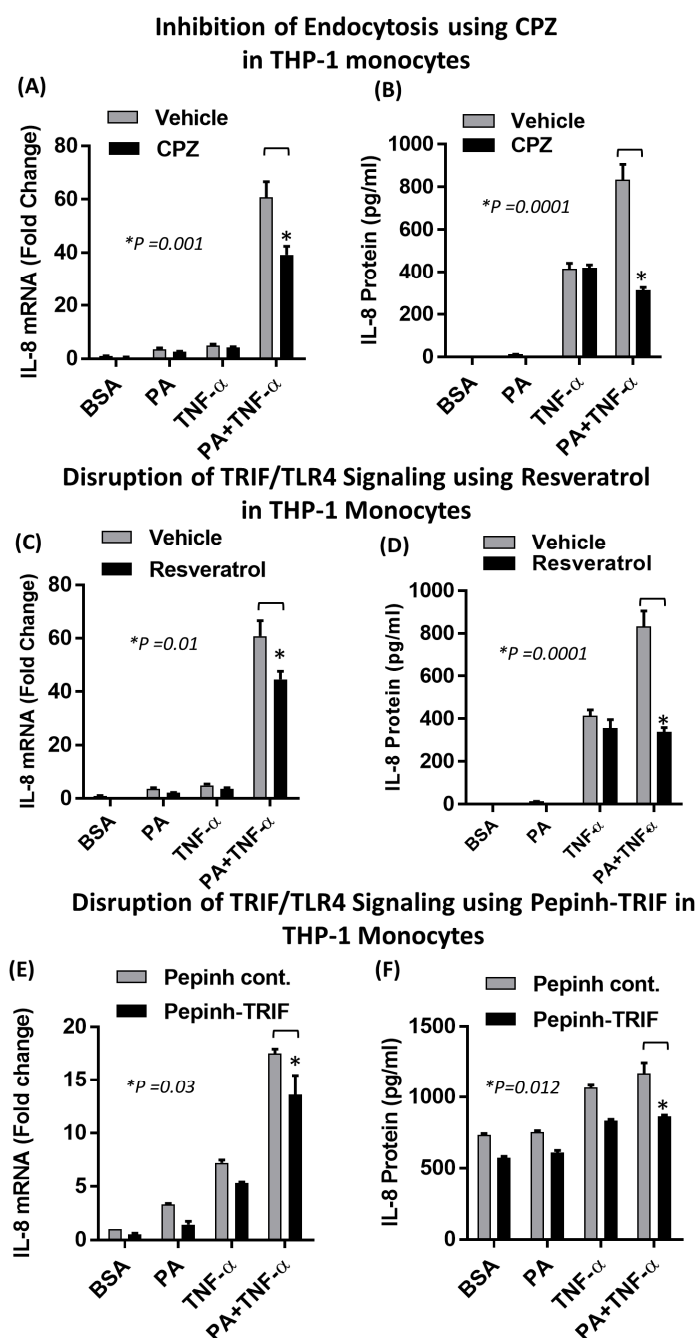 Inhibition of Endocytosis using CPZ
in THP-1 monocytes
(A)
Vehicle
CPZ
IL-8 mRNA (Fold Change)
80
60
40
20
0
*P =0.001
*
BSA
PA
TNF-α
PA+TNF-α
(B)
Vehicle
CPZ
IL-8 Protein (pg/ml)
1000
800
600
400
200
0
*P =0.0001
*
BSA
PA
TNF-α
PA+TNF-α
Disruption of TRIF/TLR4 Signaling using Resveratrol
in THP-1 Monocytes
(C)
Vehicle
Resveratrol
IL-8 mRNA (Fold Change)
80
60
40
20
0
*P =0.01
*
BSA
PA
TNF-α
PA+TNF-α
(D)
Vehicle
Resveratrol
IL-8 Protein (pg/ml)
1000
800
600
400
200
0
*P =0.0001
*
BSA
PA
TNF-α
PA+TNF-α
Disruption of TRIF/TLR4 Signaling using Pepinh-TRIF in
THP-1 Monocytes
(E)
Pepinh cont.
Pepinh-TRIF
IL-8 mRNA (Fold change)
20
15
10
5
0
*P =0.03
*
BSA
PA
TNF-α
PA+TNF-α
(F)
Pepinh cont.
Pepinh-TRIF
IL-8 Protein (pg/ml)
1500
1000
500
0
*P=0.012
*
BSA
PA
TNF-α
PA+TNF-α